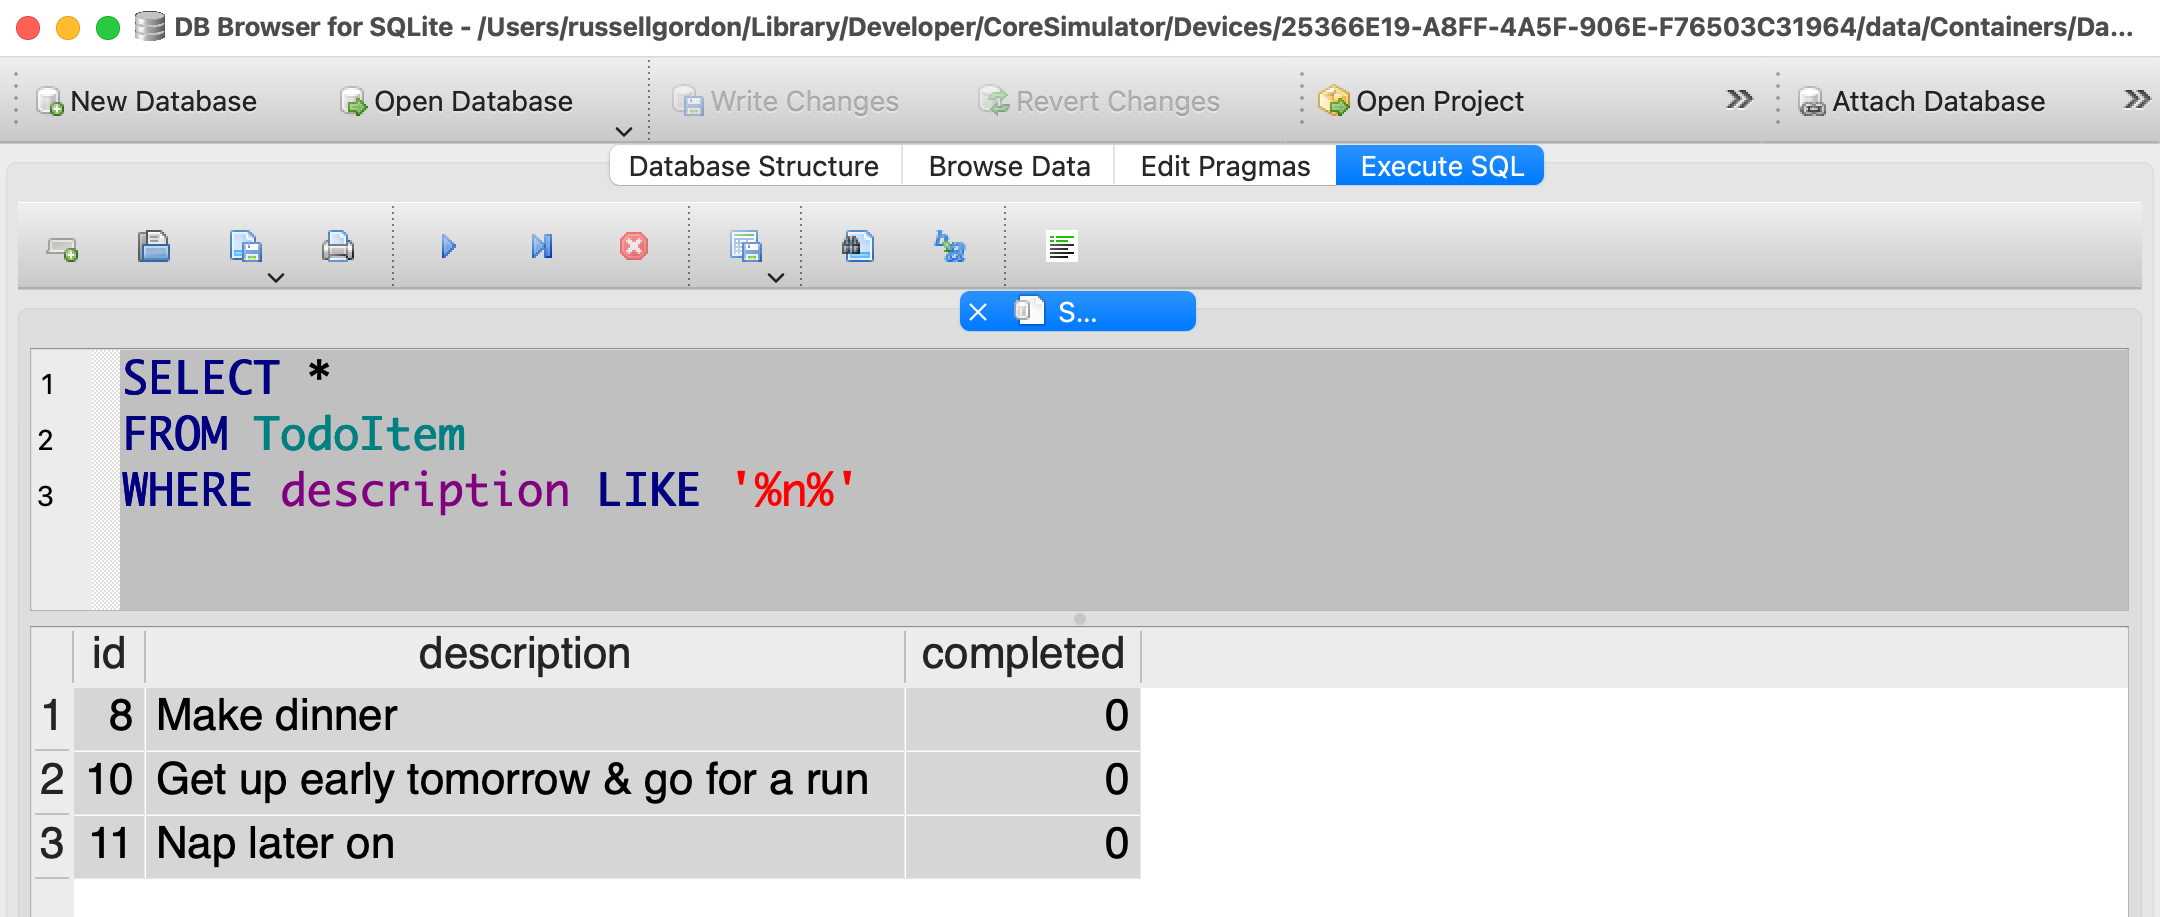 DB Browser for SQLite - /Users/russellgordon/Library/Developer/CoreSimulator/Devices/25366E19-A8FF-4A5F-906E-F76503C31964/data/Containers/Da...
New Database Open Database Write Changes Revert Changes Open Project Attach Database
Database Structure Browse Data Edit Pragmas Execute SQL
S...
1 SELECT *
2 FROM TodoItem
3 WHERE description LIKE '%n%'
id description completed
1 8 Make dinner 0
2 10 Get up early tomorrow & go for a run 0
3 11 Nap later on 0